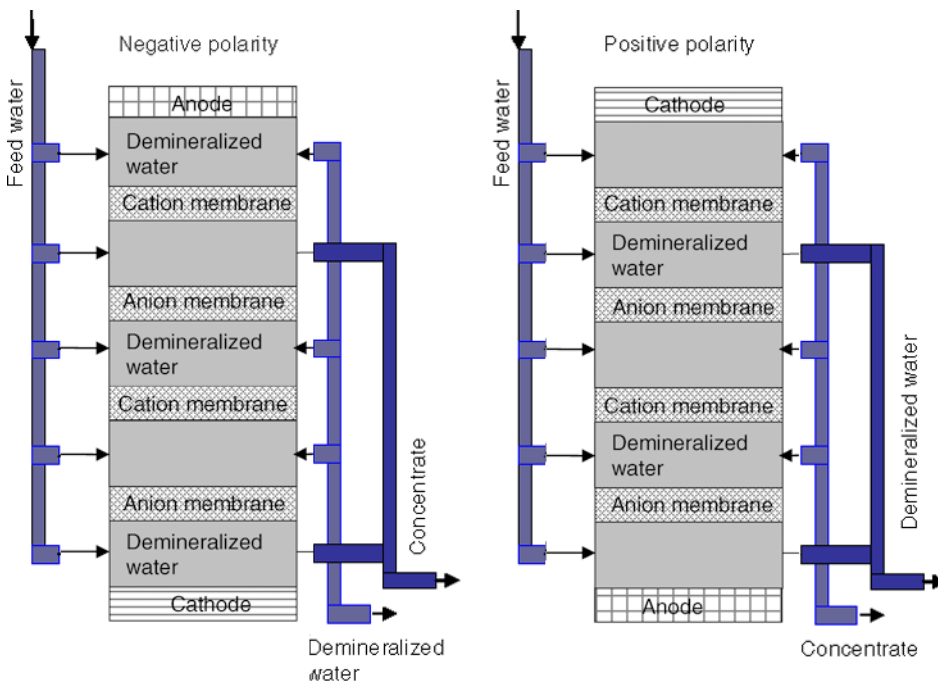 Negative polarity
Feed water
Anode
Demineralized
water
Cation membrane
Anion membrane
Demineralized
water
Cation membrane
Anion membrane
Demineralized
water
Cathode
Concentrate
Demineralized
water
Positive polarity
Feed water
Cathode
Cation membrane
Demineralized
water
Anion membrane
Cation membrane
Demineralized
water
Anion membrane
Anode
Demineralized water
Concentrate